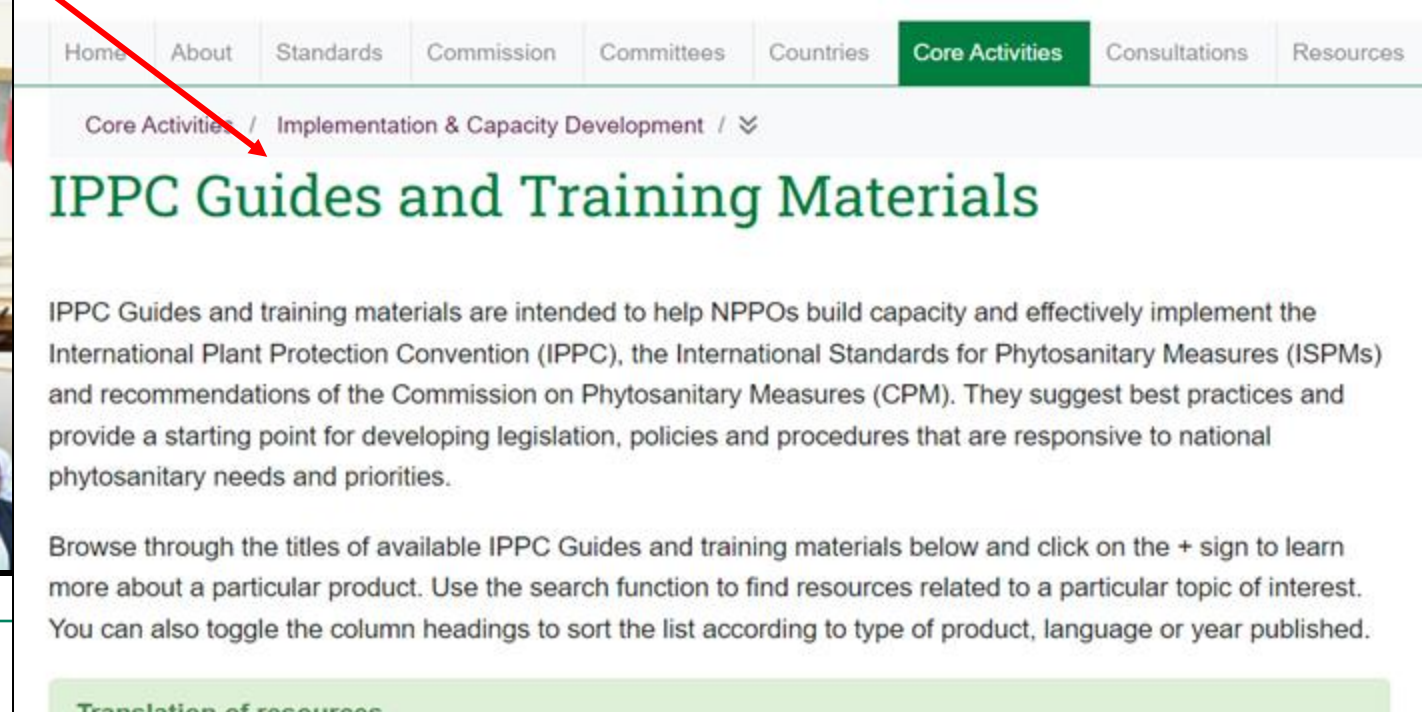 Home About Standards Commission Committees Countries Core Activities Consultations Resources
Core Activities / Implementation & Capacity Development /
IPPC Guides and Training Materials
IPPC Guides and training materials are intended to help NPPOs build capacity and effectively implement the
International Plant Protection Convention (IPPC), the International Standards for Phytosanitary Measures (ISPMs)
and recommendations of the Commission on Phytosanitary Measures (CPM). They suggest best practices and
provide a starting point for developing legislation, policies and procedures that are responsive to national
phytosanitary needs and priorities.
Browse through the titles of available IPPC Guides and training materials below and click on the + sign to learn
more about a particular product. Use the search function to find resources related to a particular topic of interest.
You can also toggle the column headings to sort the list according to type of product, language or year published.
Translation of resources